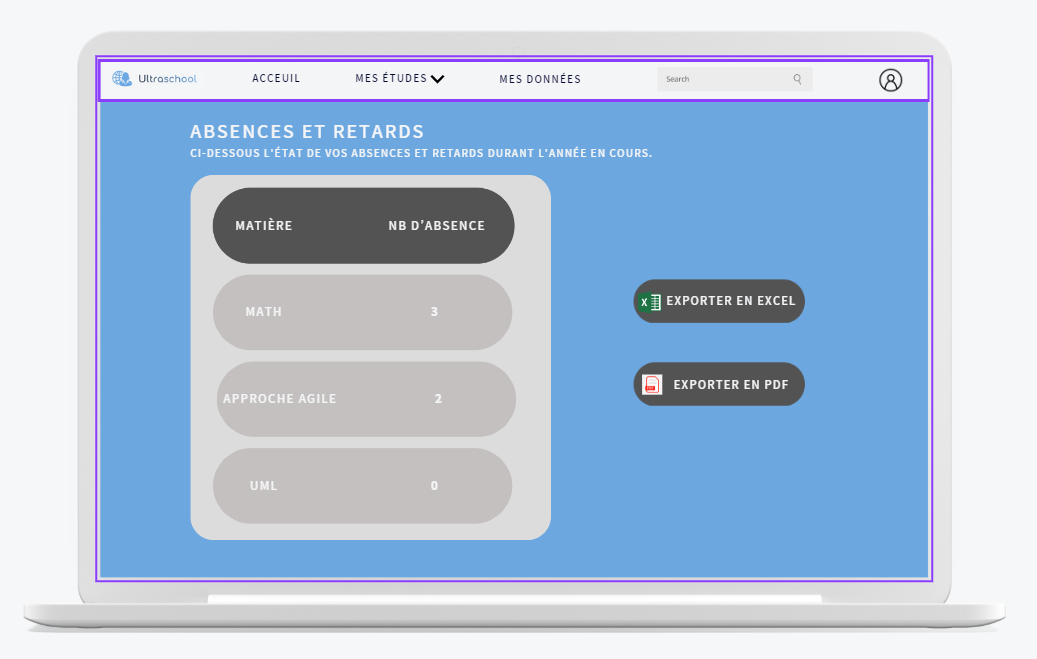 Ultraschool
ACCEUIL
MES ÉTUDES
MES DONNÉES
Search
ABSENCES ET RETARDS
CI-DESSOUS L'ÉTAT DE VOS ABSENCES ET RETARDS DURANT L'ANNÉE EN COURS.
MATIÈRE NB D'ABSENCE
MATH 3
APPROCHE AGILE 2
UML 0
X EXPORTER EN EXCEL
EXPORTER EN PDF